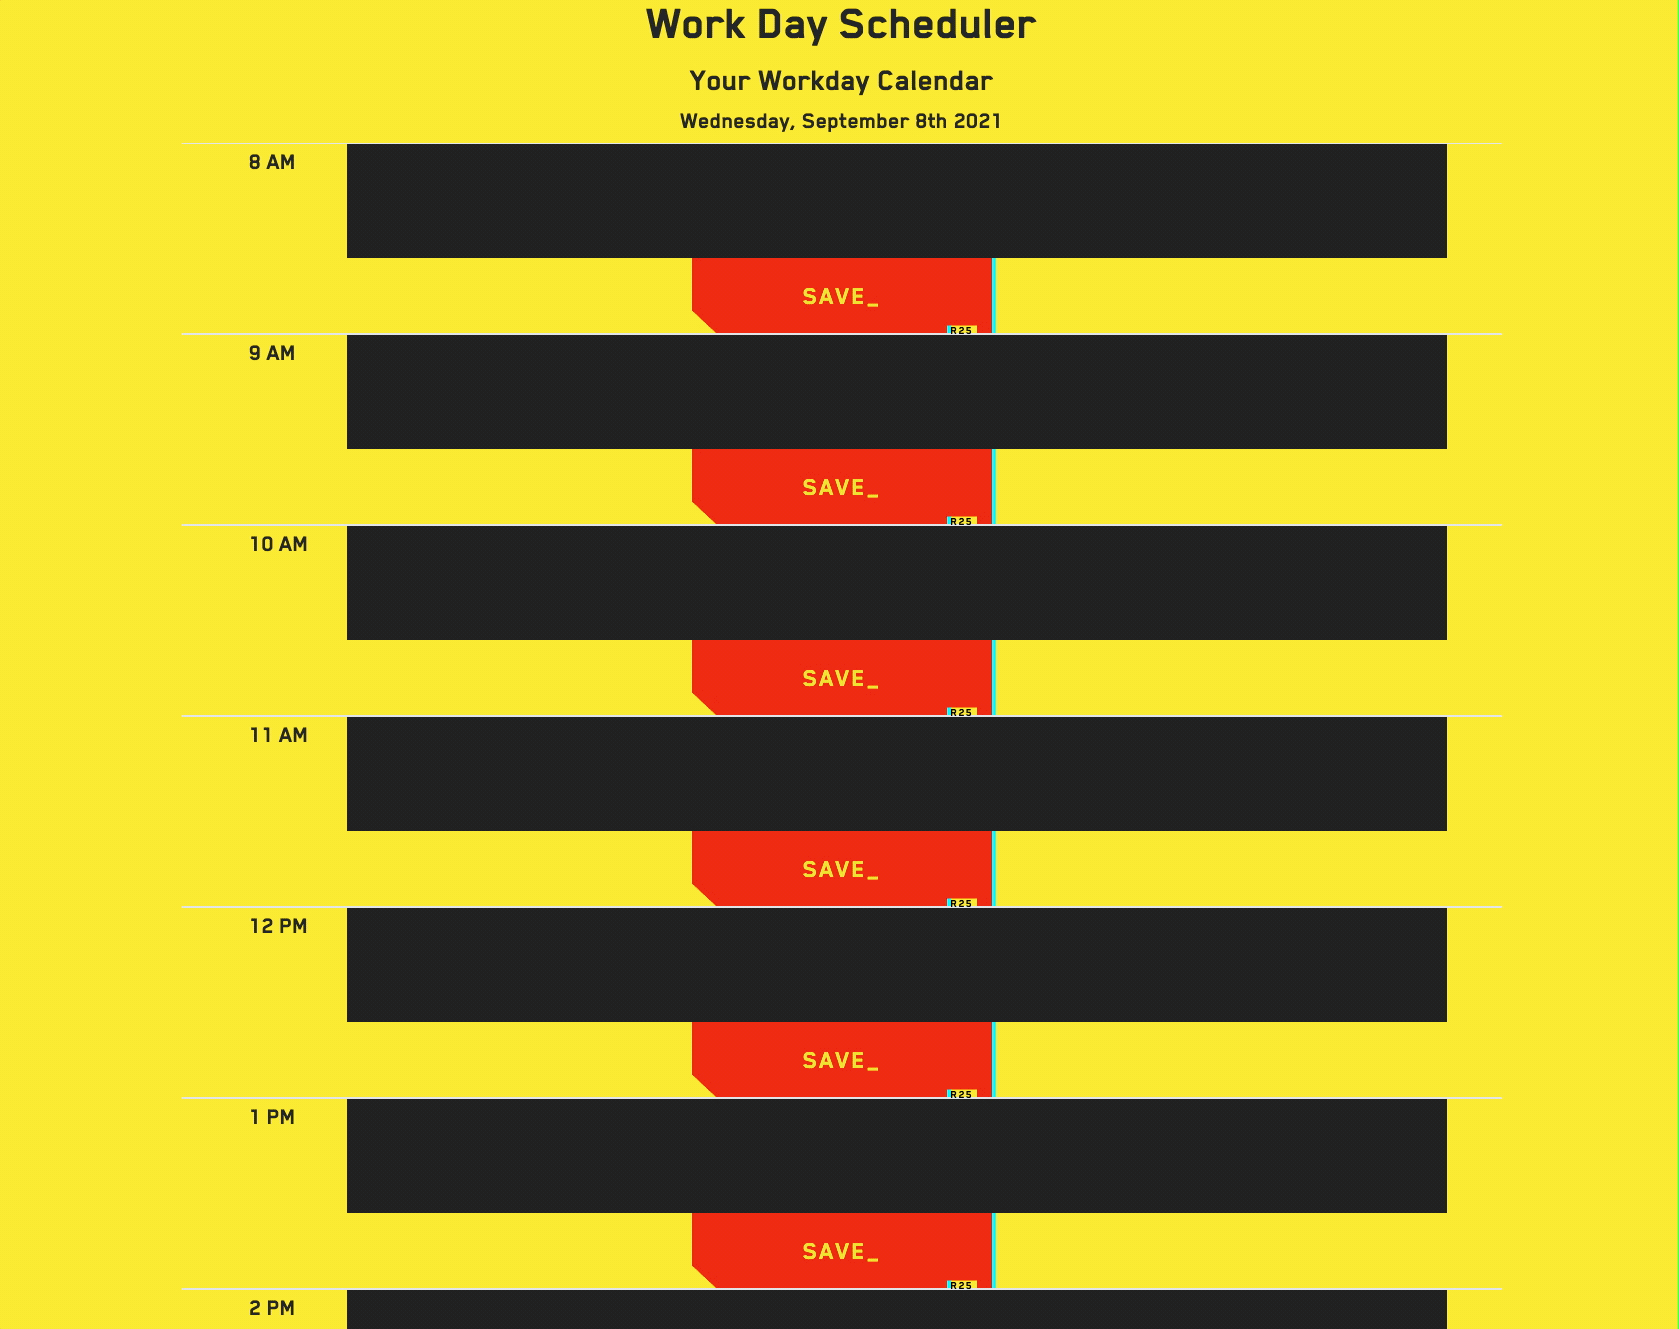 Work Day Scheduler
Your Workday Calendar
Wednesday, September 8th 2021
8 AM
SAVE_
R25
9 AM
SAVE_
R25
10 AM
SAVE_
R25
11 AM
SAVE_
R25
12 PM
SAVE_
R25
1 PM
SAVE_
R25
2 PM